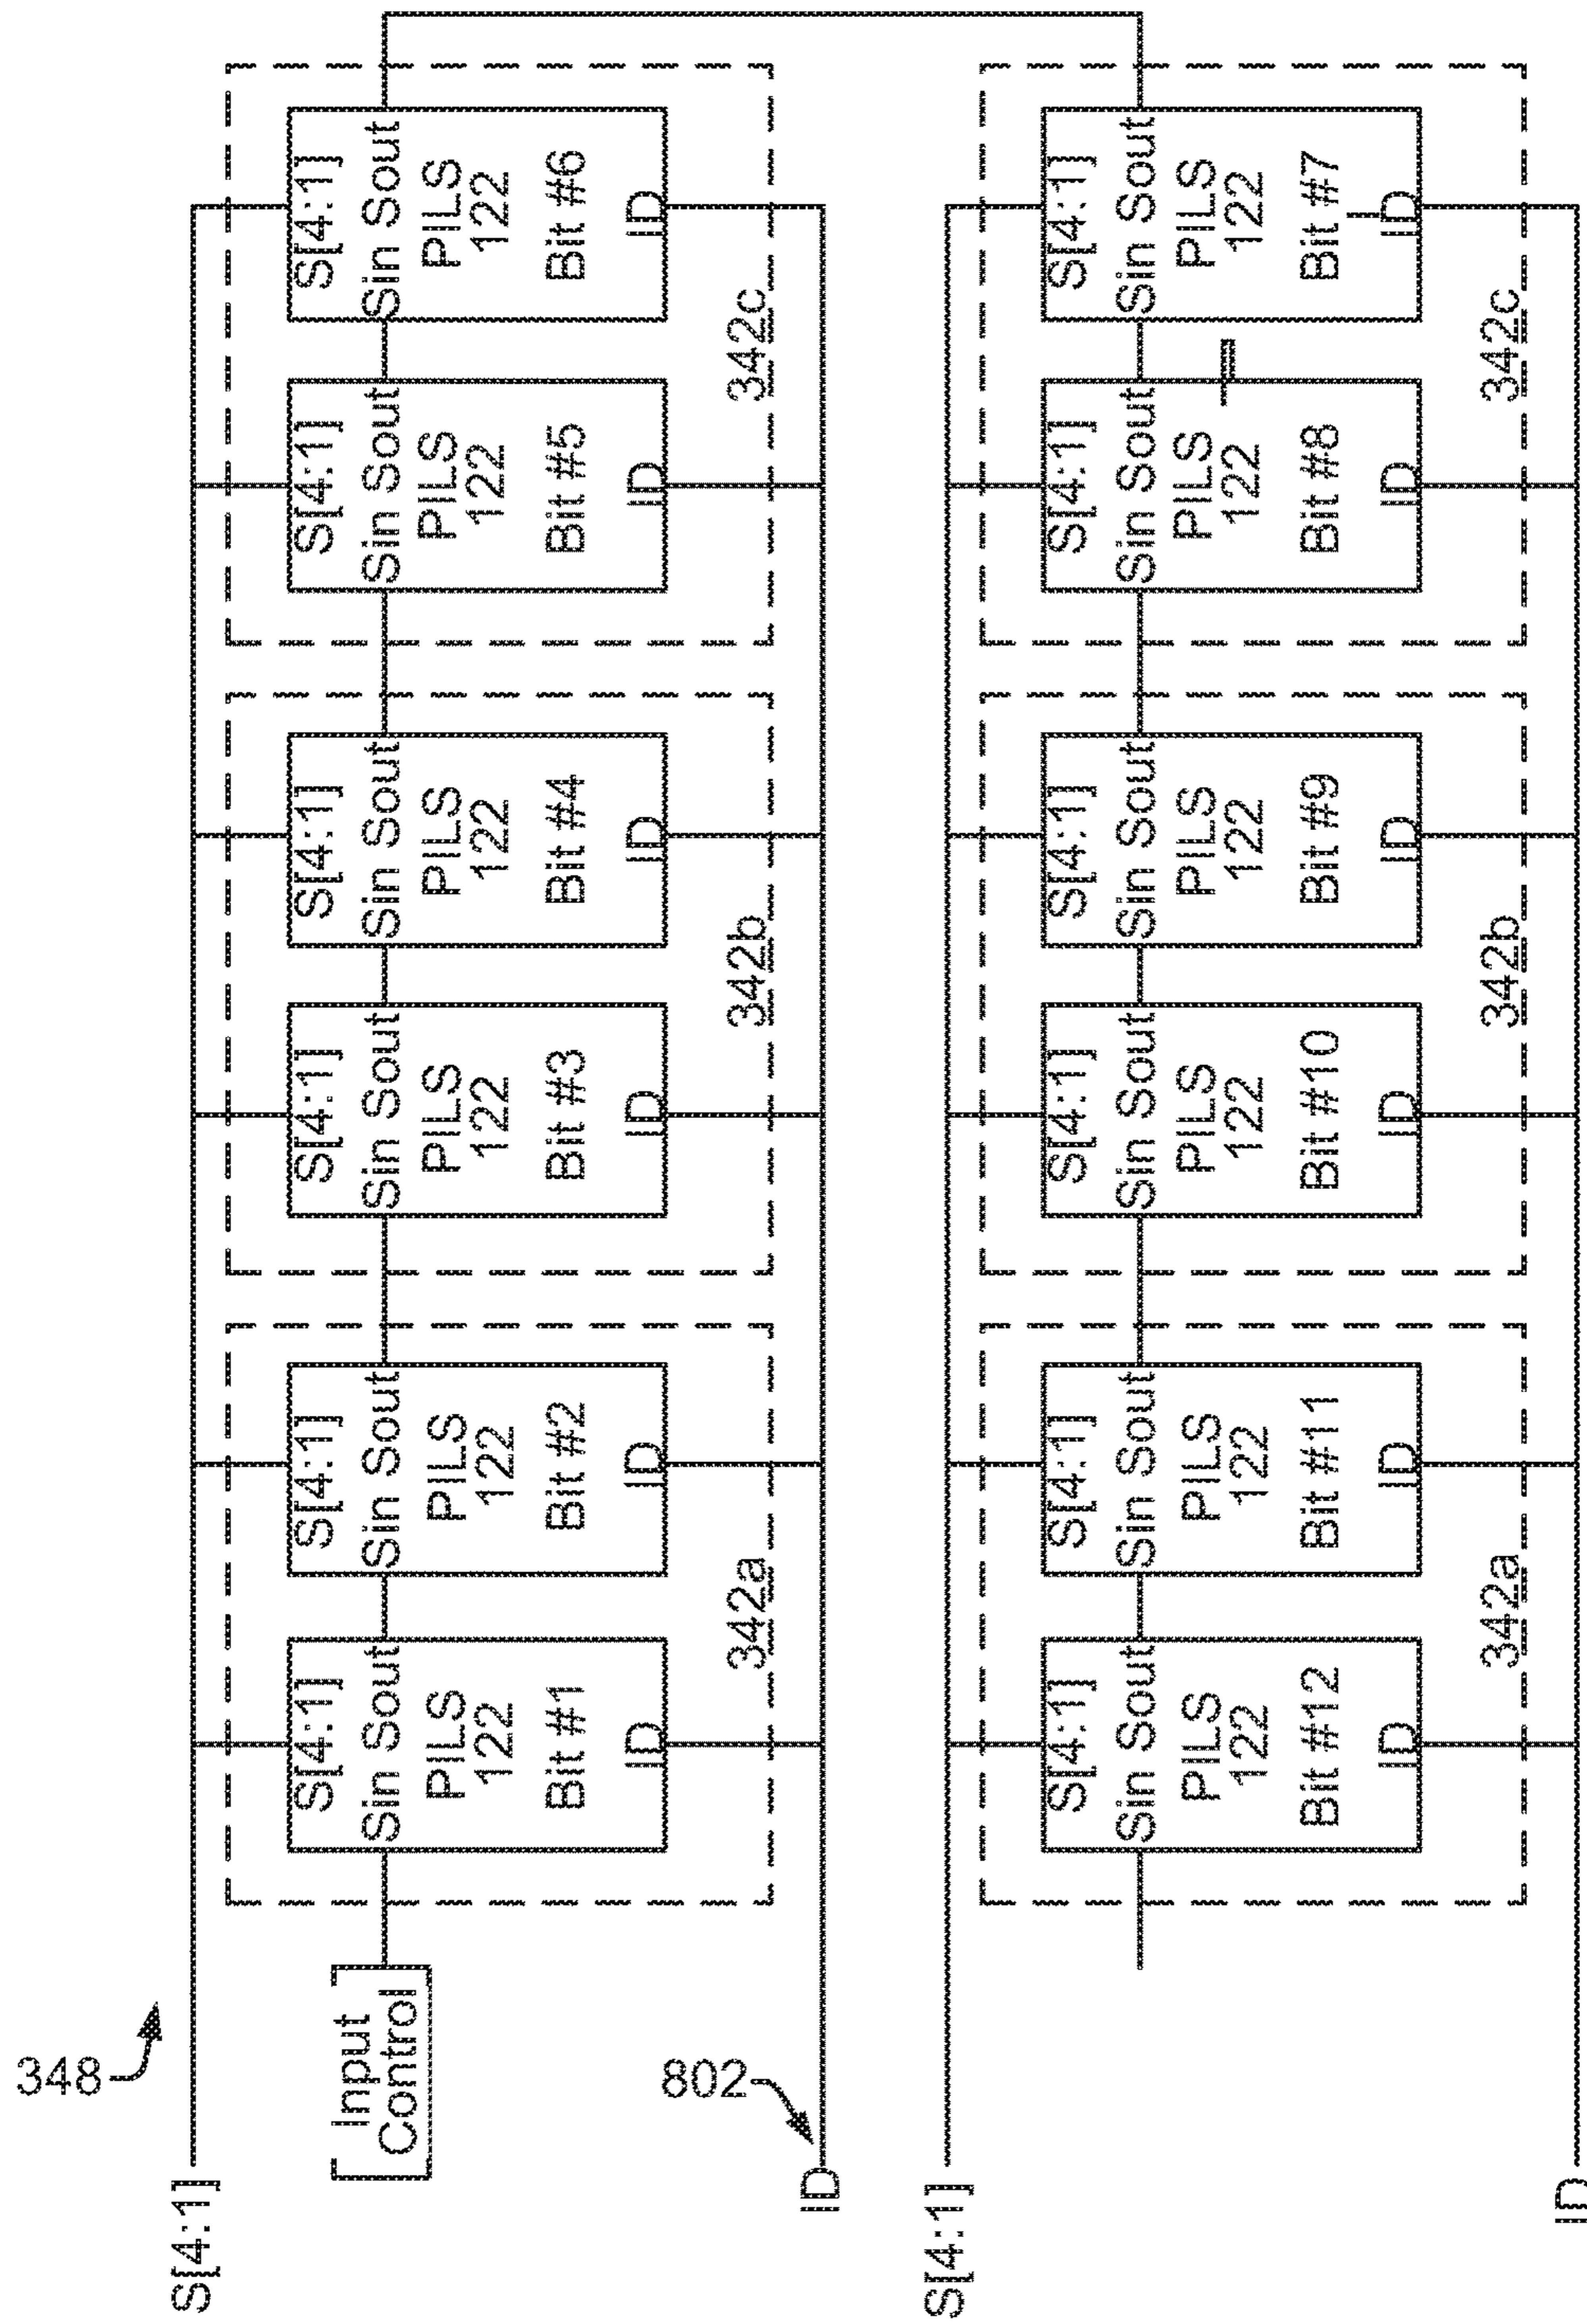 348
S[4:1]
Input
Control
S[4:1]
Sin Sout
PILS
122
Bit #1
ID
S[4:1]
Sin Sout
PILS
122
Bit #2
ID
342a
S[4:1]
Sin Sout
PILS
122
Bit #3
ID
S[4:1]
Sin Sout
PILS
122
Bit #4
ID
342b
S[4:1]
Sin Sout
PILS
122
Bit #5
ID
S[4:1]
Sin Sout
PILS
122
Bit #6
ID
342c
802
ID
S[4:1]
S[4:1]
Sin Sout
PILS
122
Bit #12
ID
S[4:1]
Sin Sout
PILS
122
Bit #11
ID
342a
S[4:1]
Sin Sout
PILS
122
Bit #10
ID
S[4:1]
Sin Sout
PILS
122
Bit #9
ID
342b
S[4:1]
Sin Sout
PILS
122
Bit #8
ID
S[4:1]
Sin Sout
PILS
122
Bit #7
ID
342c
ID